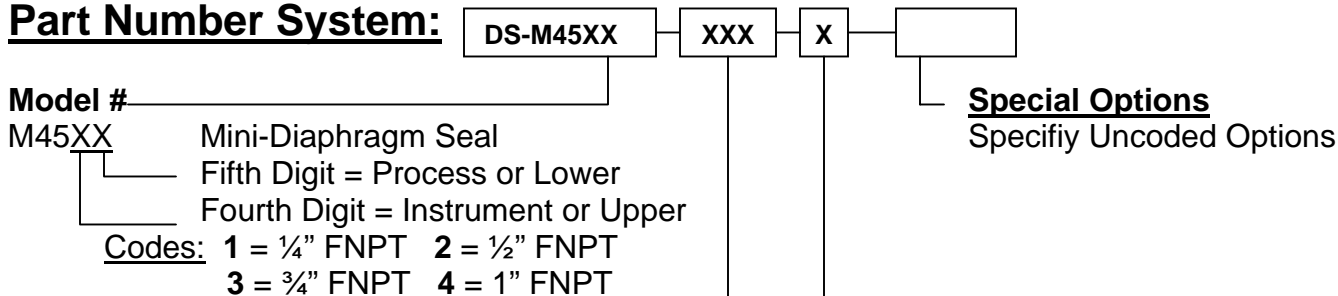 Part Number System: DS-M45XX XXX X
Model # Special Options
M45XX Mini-Diaphragm Seal Specifiy Uncoded Options
Fifth Digit = Process or Lower
Fourth Digit = Instrument or Upper
Codes: 1 = ¼” FNPT 2 = ½” FNPT
3 = ¾” FNPT 4 = 1” FNPT